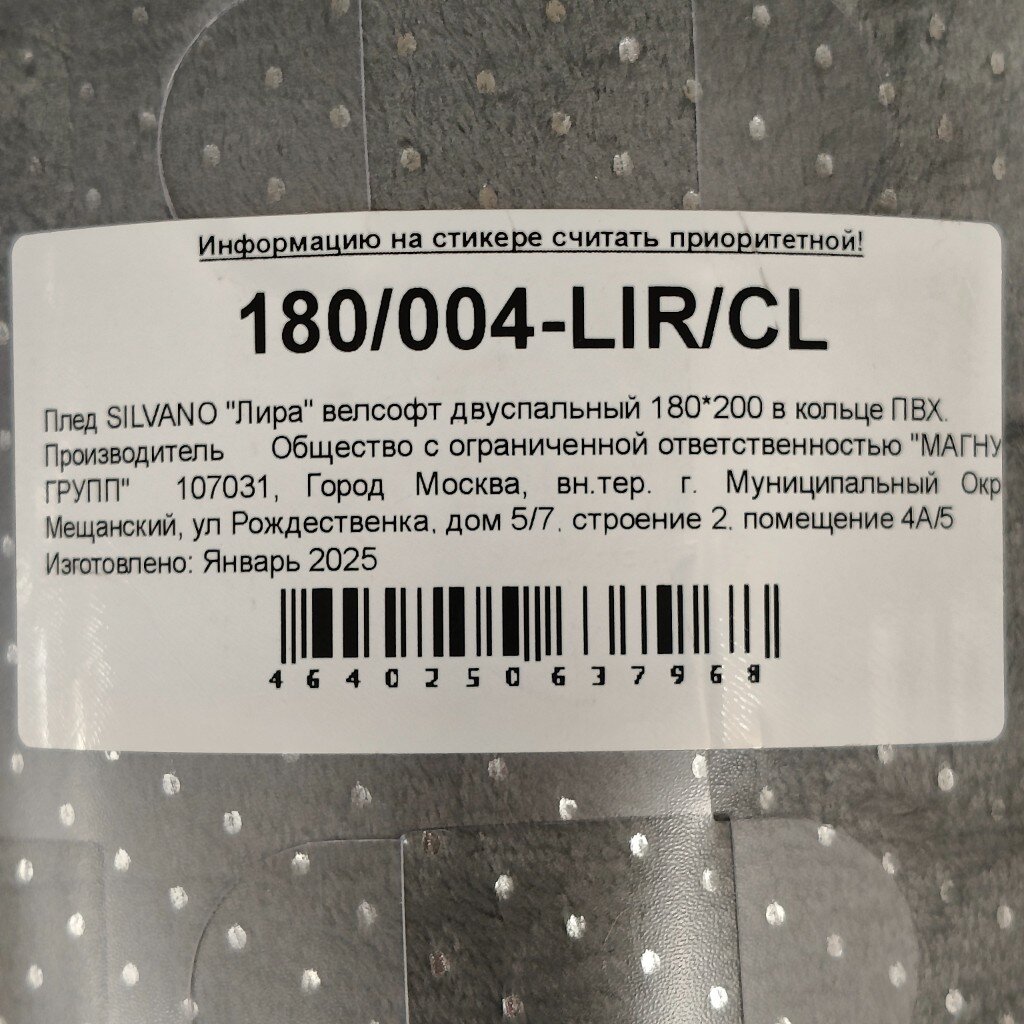 Информацию на стикере считать приоритетной!
180/004-LIR/CL
Плед SILVANO "Лира" велсофт двуспальный 180*200 в кольце ПВХ.
Производитель Общество с ограниченной ответственностью "МАГНУ
ГРУПП" 107031, Город Москва, вн.тер. г. Муниципальный Окр
Мещанский, ул Рождественка, дом 5/7, строение 2, помещение 4А/5
Изготовлено: Январь 2025
4640250637968